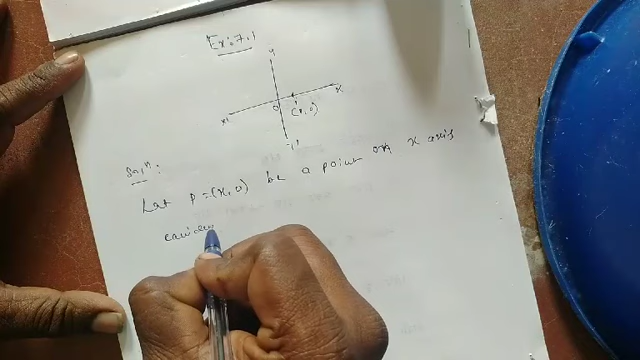 Ex: 7.1
Y
X
O
(x, 0)
X'
Soln:
Let P = (x, 0) be a point on x axis